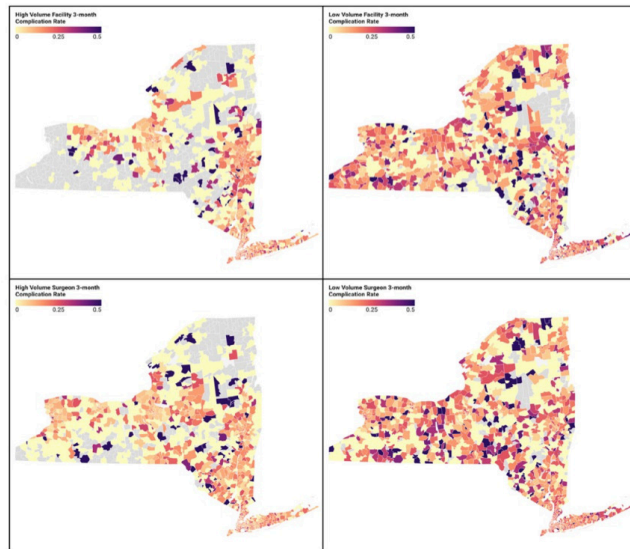 High Volume Facility 3-month
Complication Rate
0 0.25 0.5
Low Volume Facility 3-month
Complication Rate
0 0.25 0.5
High Volume Surgeon 3-month
Complication Rate
0 0.25 0.5
Low Volume Surgeon 3-month
Complication Rate
0 0.25 0.5